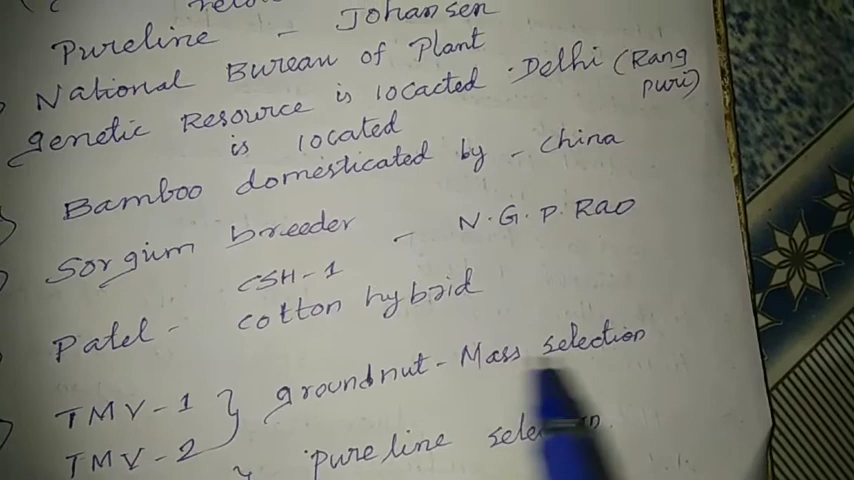 Pureline - Johansen
National Bureau of Plant
genetic Resource is locacted Delhi (Rang
puri)
is located
Bamboo domesticated by - China
Sorgium breeder - N.G.P. Rao
CSH-1
Patel - cotton hybrid
TMV-1 } groundnut - Mass selection
TMV-2
pureline